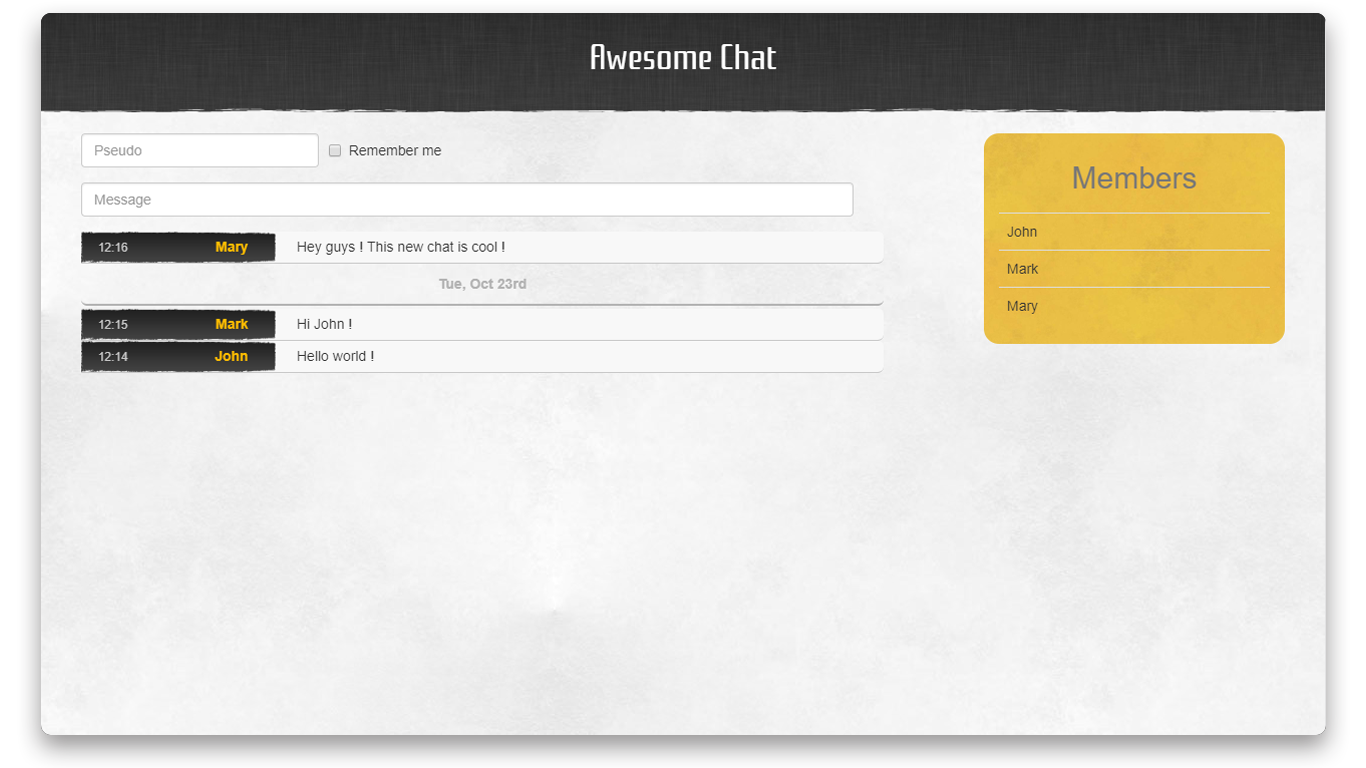 Awesome Chat
Pseudo
Remember me
Message
12:16 Mary Hey guys ! This new chat is cool !
Tue, Oct 23rd
12:15 Mark Hi John !
12:14 John Hello world !
Members
John
Mark
Mary